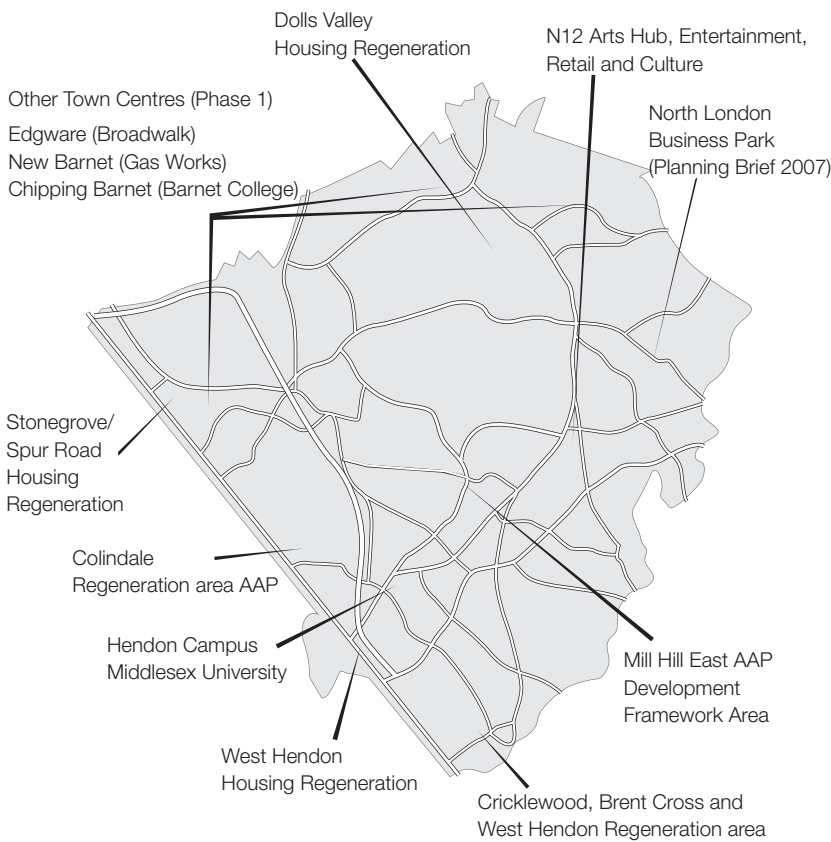 Dolls Valley
Housing Regeneration
N12 Arts Hub, Entertainment,
Retail and Culture
Other Town Centres (Phase 1)
Edgware (Broadwalk)
New Barnet (Gas Works)
Chipping Barnet (Barnet College)
North London
Business Park
(Planning Brief 2007)
Stonegrove/
Spur Road
Housing
Regeneration
Colindale
Regeneration area AAP
Hendon Campus
Middlesex University
Mill Hill East AAP
Development
Framework Area
West Hendon
Housing Regeneration
Cricklewood, Brent Cross and
West Hendon Regeneration area